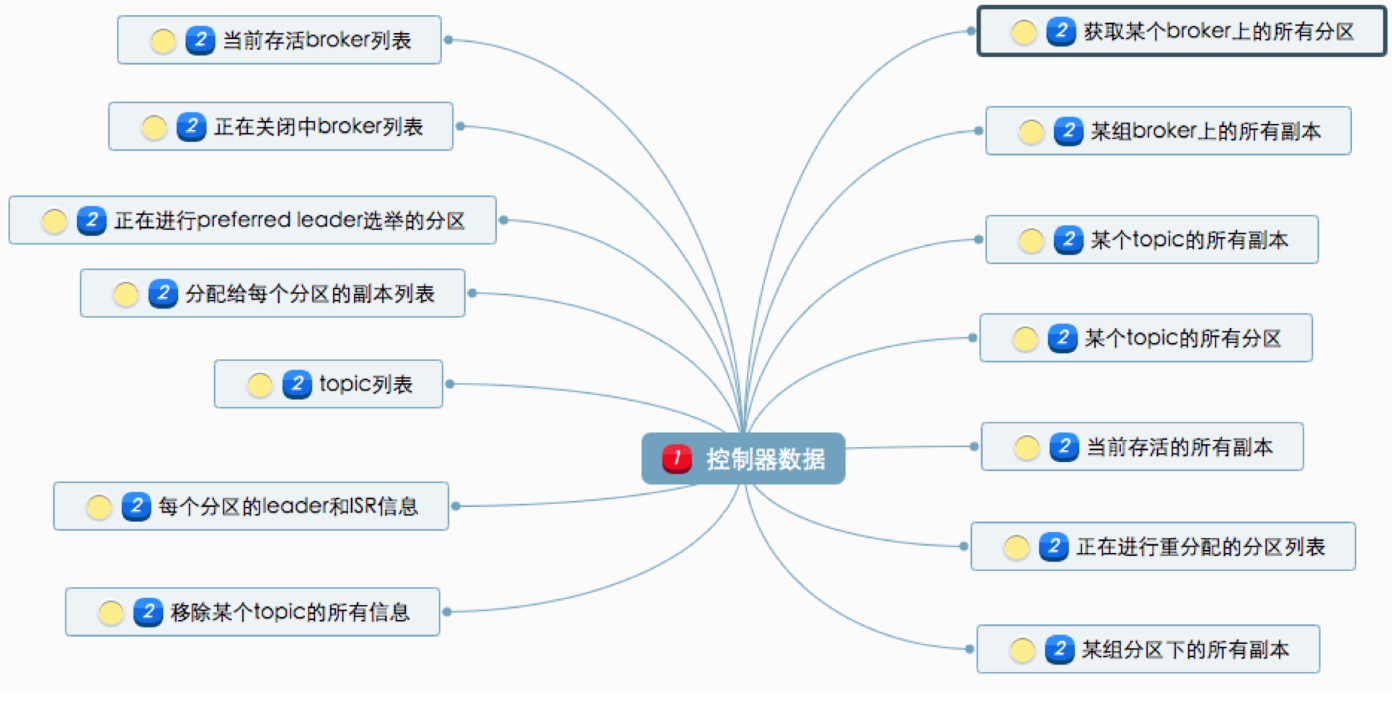 2 当前存活broker列表
2 正在关闭中broker列表
2 正在进行preferred leader选举的分区
2 分配给每个分区的副本列表
2 topic列表
2 每个分区的leader和ISR信息
2 移除某个topic的所有信息
1 控制器数据
2 获取某个broker上的所有分区
2 某组broker上的所有副本
2 某个topic的所有副本
2 某个topic的所有分区
2 当前存活的所有副本
2 正在进行重分配的分区列表
2 某组分区下的所有副本